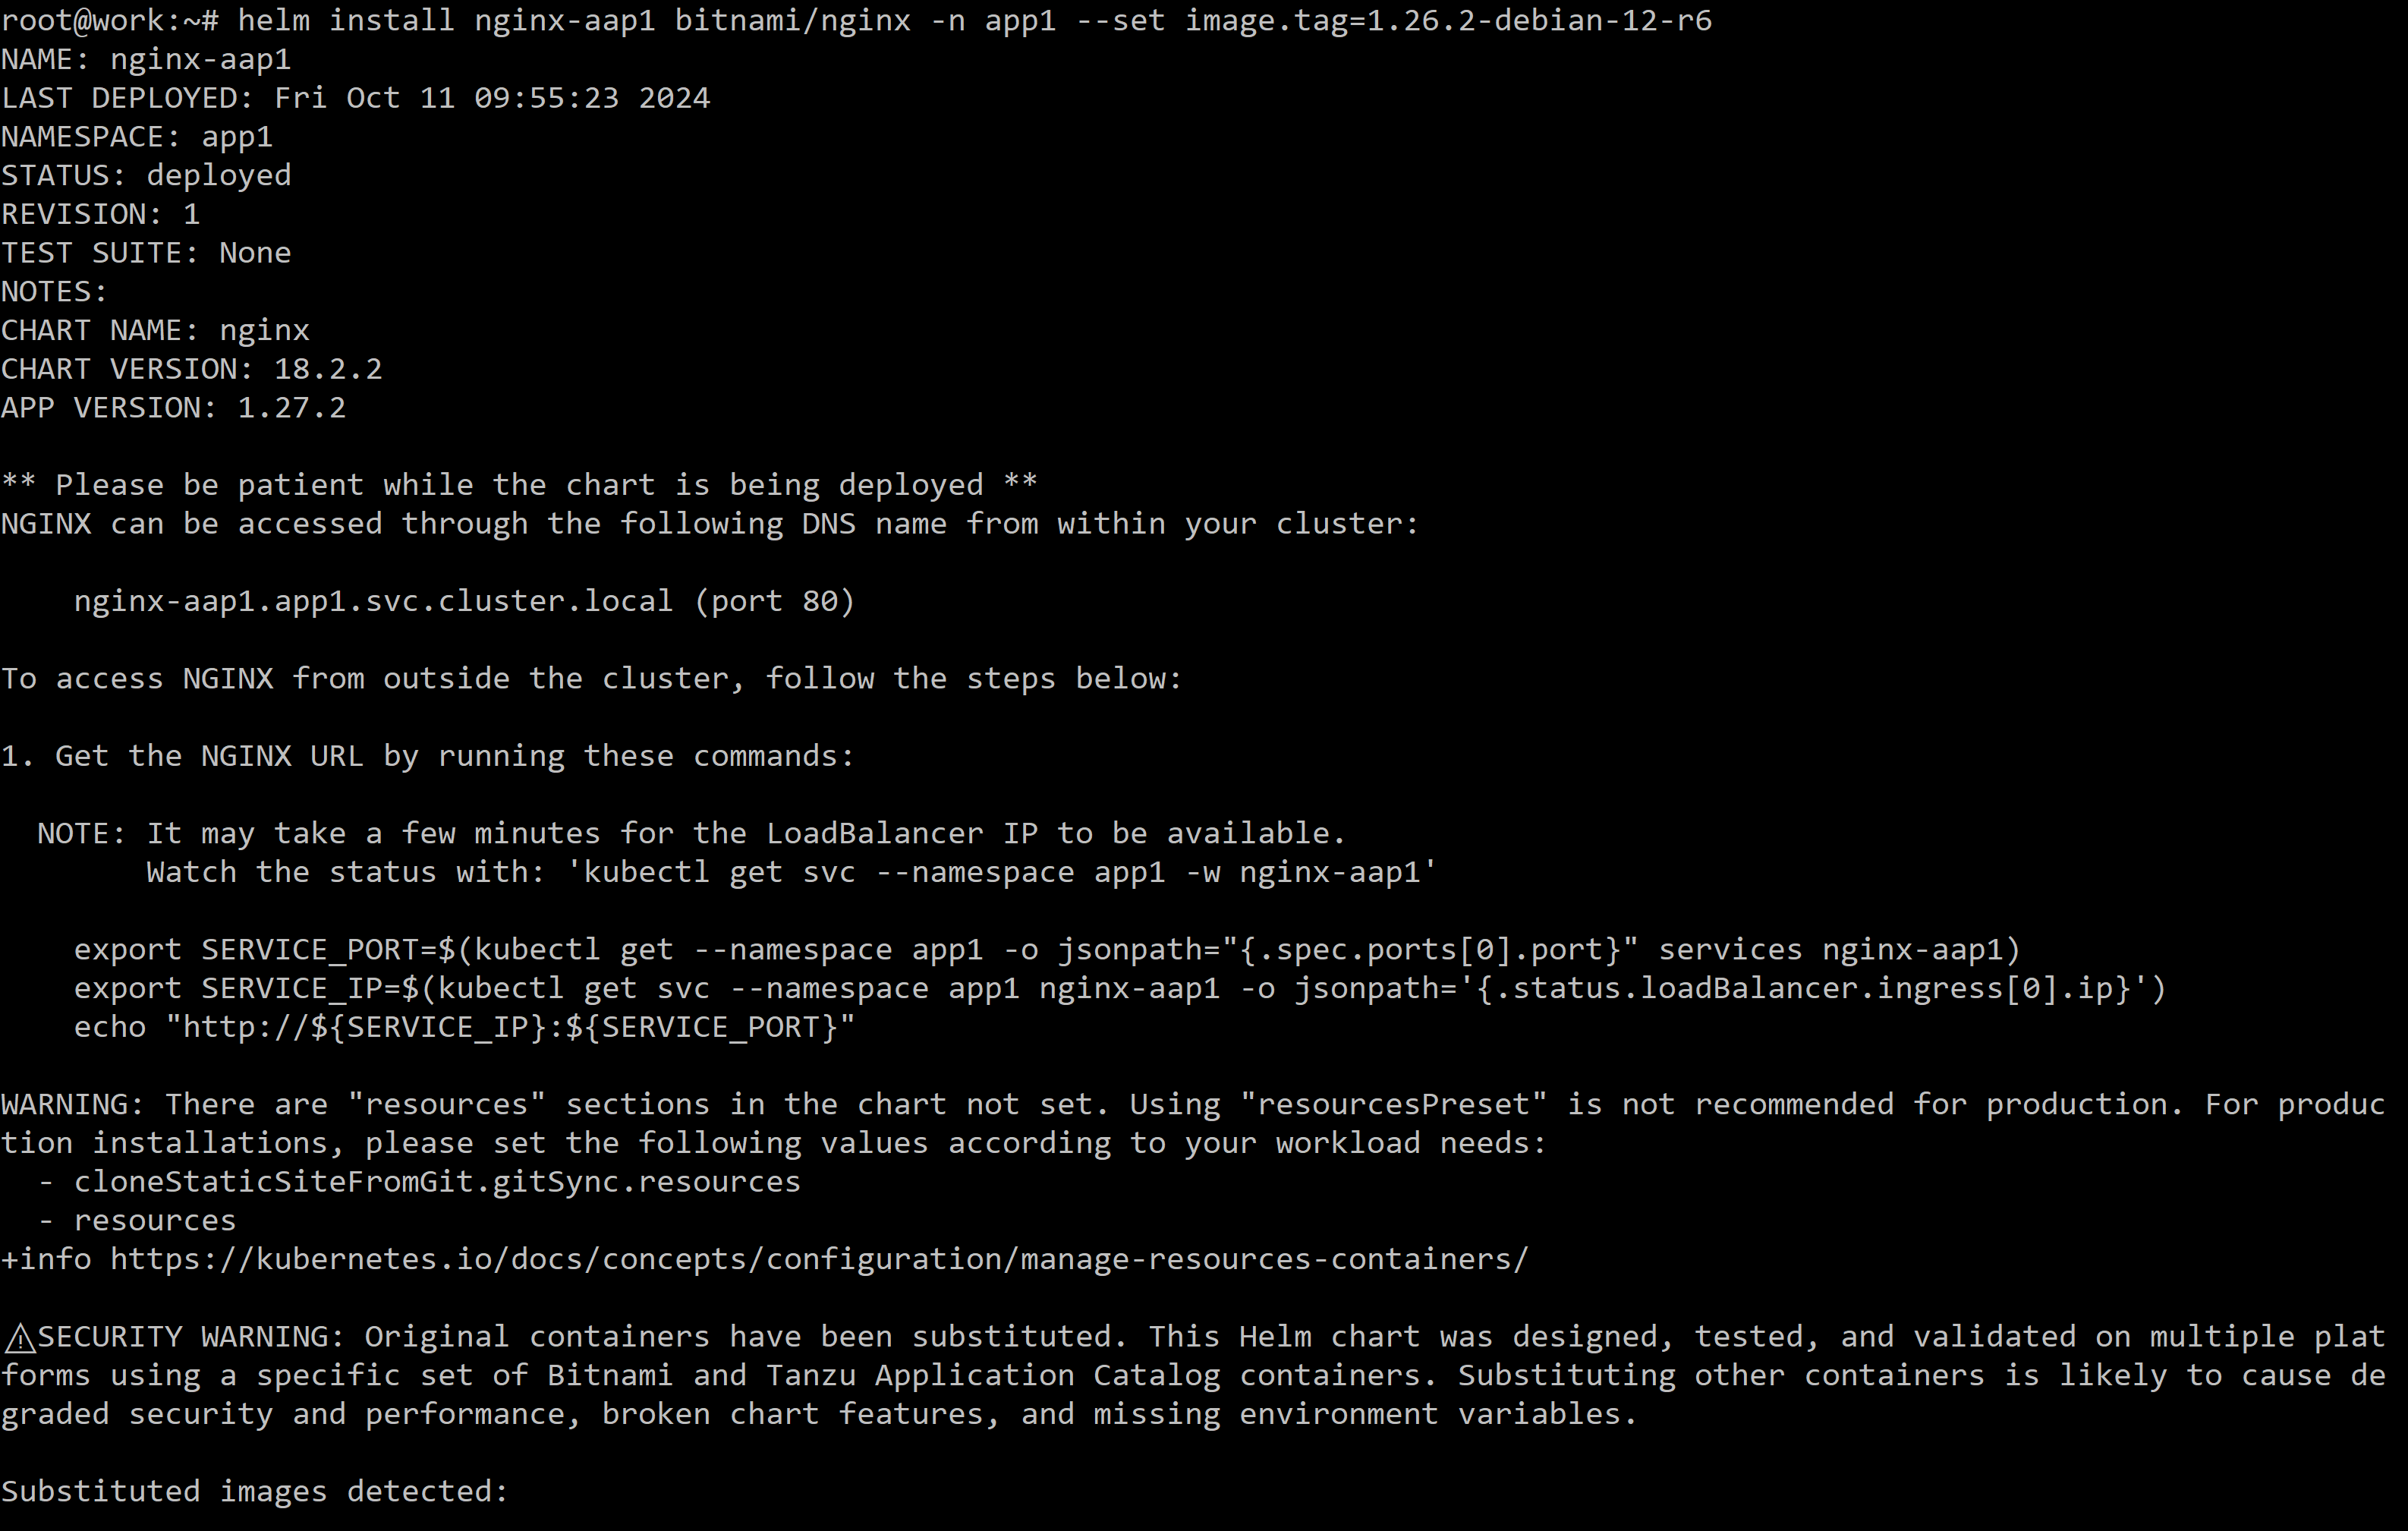 root@work:~# helm install nginx-aap1 bitnami/nginx -n app1 --set image.tag=1.26.2-debian-12-r6
NAME: nginx-aap1
LAST DEPLOYED: Fri Oct 11 09:55:23 2024
NAMESPACE: app1
STATUS: deployed
REVISION: 1
TEST SUITE: None
NOTES:
CHART NAME: nginx
CHART VERSION: 18.2.2
APP VERSION: 1.27.2

** Please be patient while the chart is being deployed **
NGINX can be accessed through the following DNS name from within your cluster:

    nginx-aap1.app1.svc.cluster.local (port 80)

To access NGINX from outside the cluster, follow the steps below:

1. Get the NGINX URL by running these commands:

  NOTE: It may take a few minutes for the LoadBalancer IP to be available.
        Watch the status with: 'kubectl get svc --namespace app1 -w nginx-aap1'

    export SERVICE_PORT=$(kubectl get --namespace app1 -o jsonpath="{.spec.ports[0].port}" services nginx-aap1)
    export SERVICE_IP=$(kubectl get svc --namespace app1 nginx-aap1 -o jsonpath='{.status.loadBalancer.ingress[0].ip}')
    echo "http://${SERVICE_IP}:${SERVICE_PORT}"

WARNING: There are "resources" sections in the chart not set. Using "resourcesPreset" is not recommended for production. For produc
tion installations, please set the following values according to your workload needs:
  - cloneStaticSiteFromGit.gitSync.resources
  - resources
+info https://kubernetes.io/docs/concepts/configuration/manage-resources-containers/

⚠SECURITY WARNING: Original containers have been substituted. This Helm chart was designed, tested, and validated on multiple plat
forms using a specific set of Bitnami and Tanzu Application Catalog containers. Substituting other containers is likely to cause de
graded security and performance, broken chart features, and missing environment variables.

Substituted images detected: